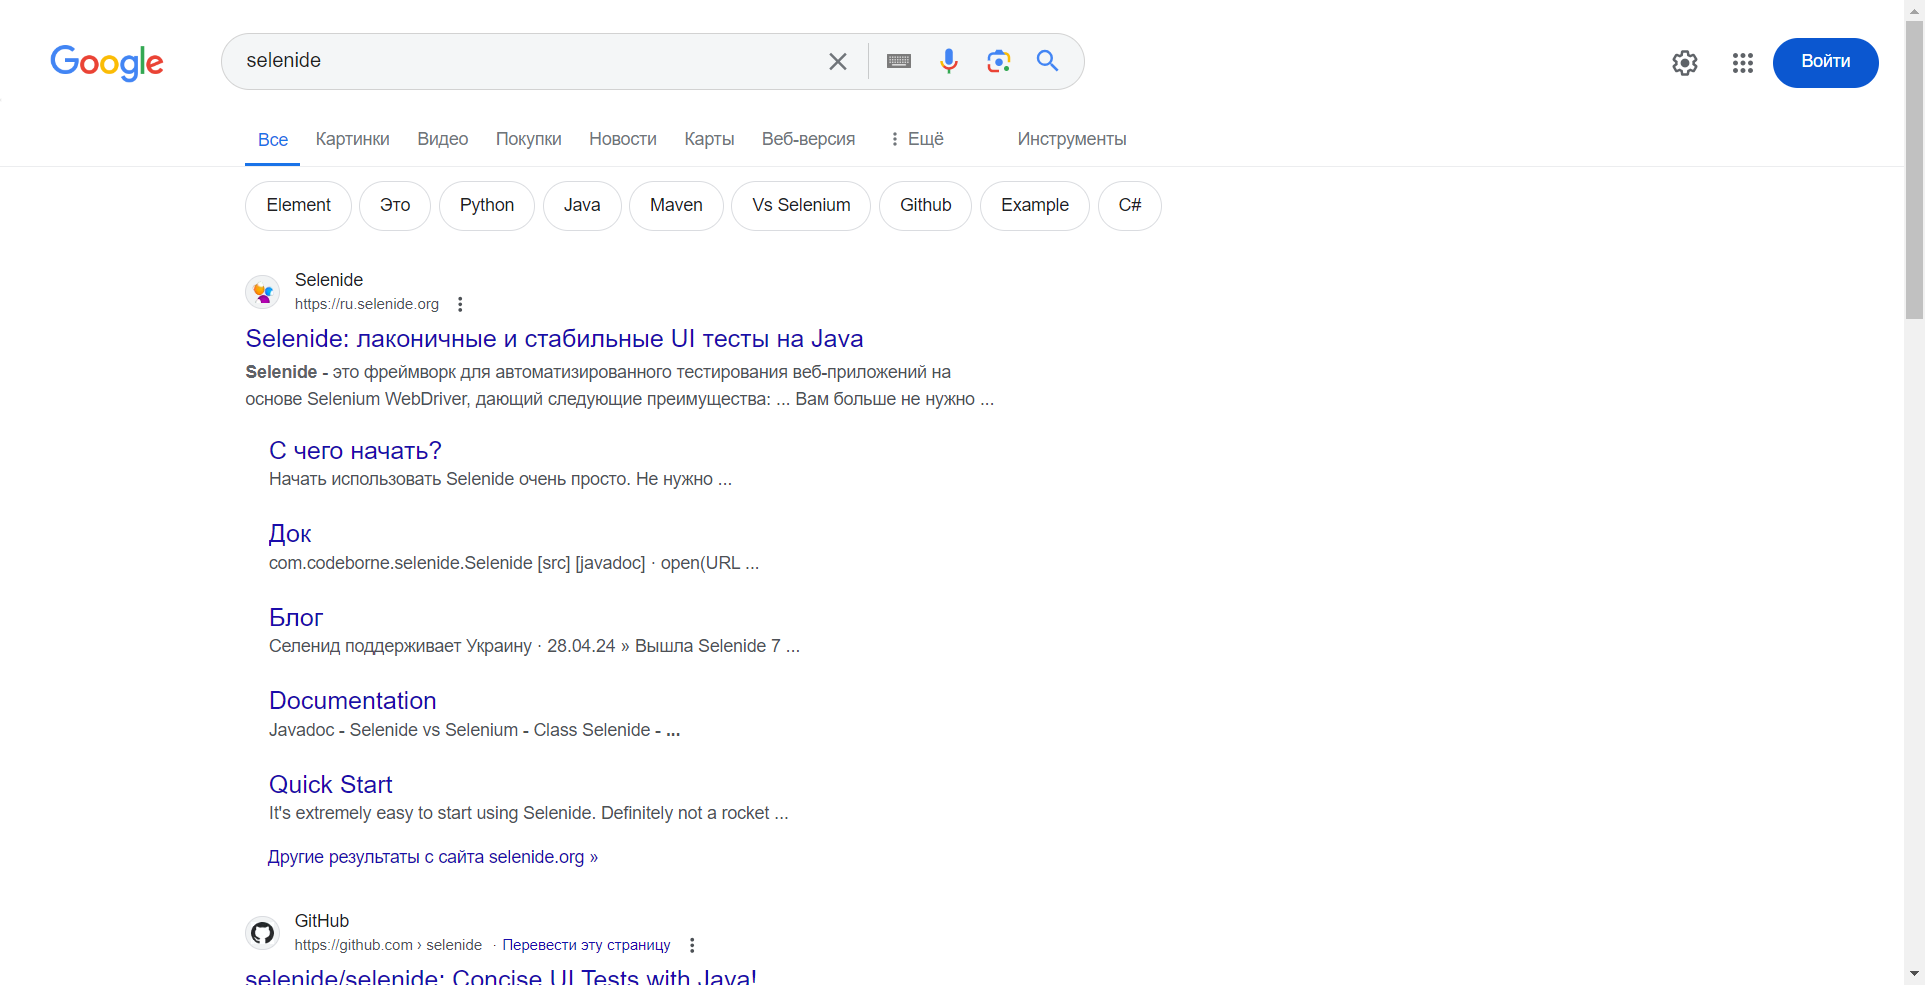 Google
selenide
Войти
Все Картинки Видео Покупки Новости Карты Веб-версия Ещё Инструменты
Element Это Python Java Maven Vs Selenium Github Example C#
Selenide
https://ru.selenide.org
Selenide: лаконичные и стабильные UI тесты на Java
Selenide - это фреймворк для автоматизированного тестирования веб-приложений на
основе Selenium WebDriver, дающий следующие преимущества: ... Вам больше не нужно ...
С чего начать?
Начать использовать Selenide очень просто. Не нужно ...
Док
com.codeborne.selenide.Selenide [src] [javadoc] · open(URL ...
Блог
Селенид поддерживает Украину · 28.04.24 » Вышла Selenide 7 ...
Documentation
Javadoc - Selenide vs Selenium - Class Selenide - ...
Quick Start
It's extremely easy to start using Selenide. Definitely not a rocket ...
Другие результаты с сайта selenide.org »
GitHub
https://github.com › selenide · Перевести эту страницу
selenide/selenide: Concise UI Tests with Java!